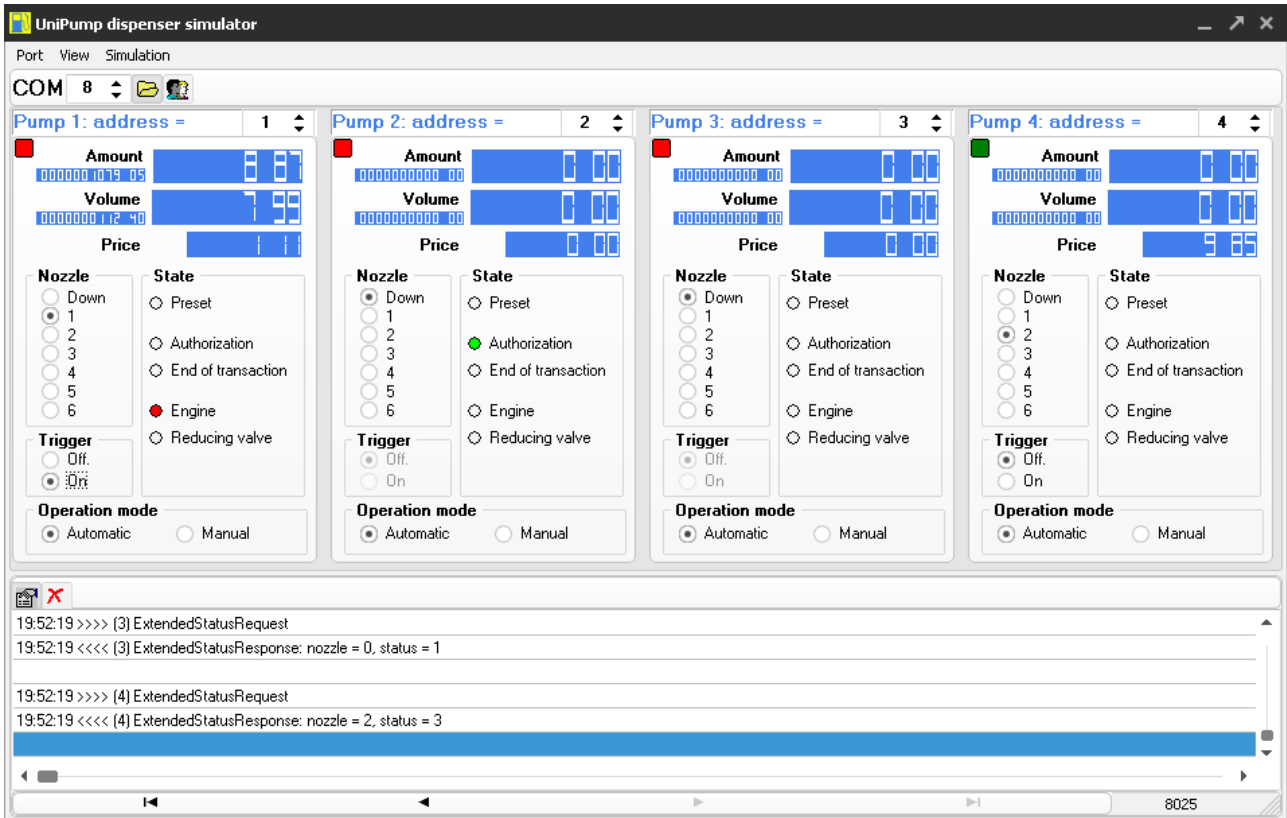 UniPump dispenser simulator
Port View Simulation
COM 8
Pump 1: address = 1
Amount 8 87
0000001079 05
Volume 7 99
0000000112 40
Price 1 11
Nozzle
Down
1
2
3
4
5
6
State
Preset
Authorization
End of transaction
Engine
Reducing valve
Trigger
Off.
On
Operation mode
Automatic Manual
Pump 2: address = 2
Amount 0 00
0000000000 00
Volume 0 00
0000000000 00
Price 0 00
Nozzle
Down
1
2
3
4
5
6
State
Preset
Authorization
End of transaction
Engine
Reducing valve
Trigger
Off.
On
Operation mode
Automatic Manual
Pump 3: address = 3
Amount 0 00
0000000000 00
Volume 0 00
0000000000 00
Price 0 00
Nozzle
Down
1
2
3
4
5
6
State
Preset
Authorization
End of transaction
Engine
Reducing valve
Trigger
Off.
On
Operation mode
Automatic Manual
Pump 4: address = 4
Amount 0 00
0000000000 00
Volume 0 00
0000000000 00
Price 9 85
Nozzle
Down
1
2
3
4
5
6
State
Preset
Authorization
End of transaction
Engine
Reducing valve
Trigger
Off.
On
Operation mode
Automatic Manual
19:52:19 >>>> (3) ExtendedStatusRequest
19:52:19 <<<< (3) ExtendedStatusResponse: nozzle = 0, status = 1
19:52:19 >>>> (4) ExtendedStatusRequest
19:52:19 <<<< (4) ExtendedStatusResponse: nozzle = 2, status = 3
8025